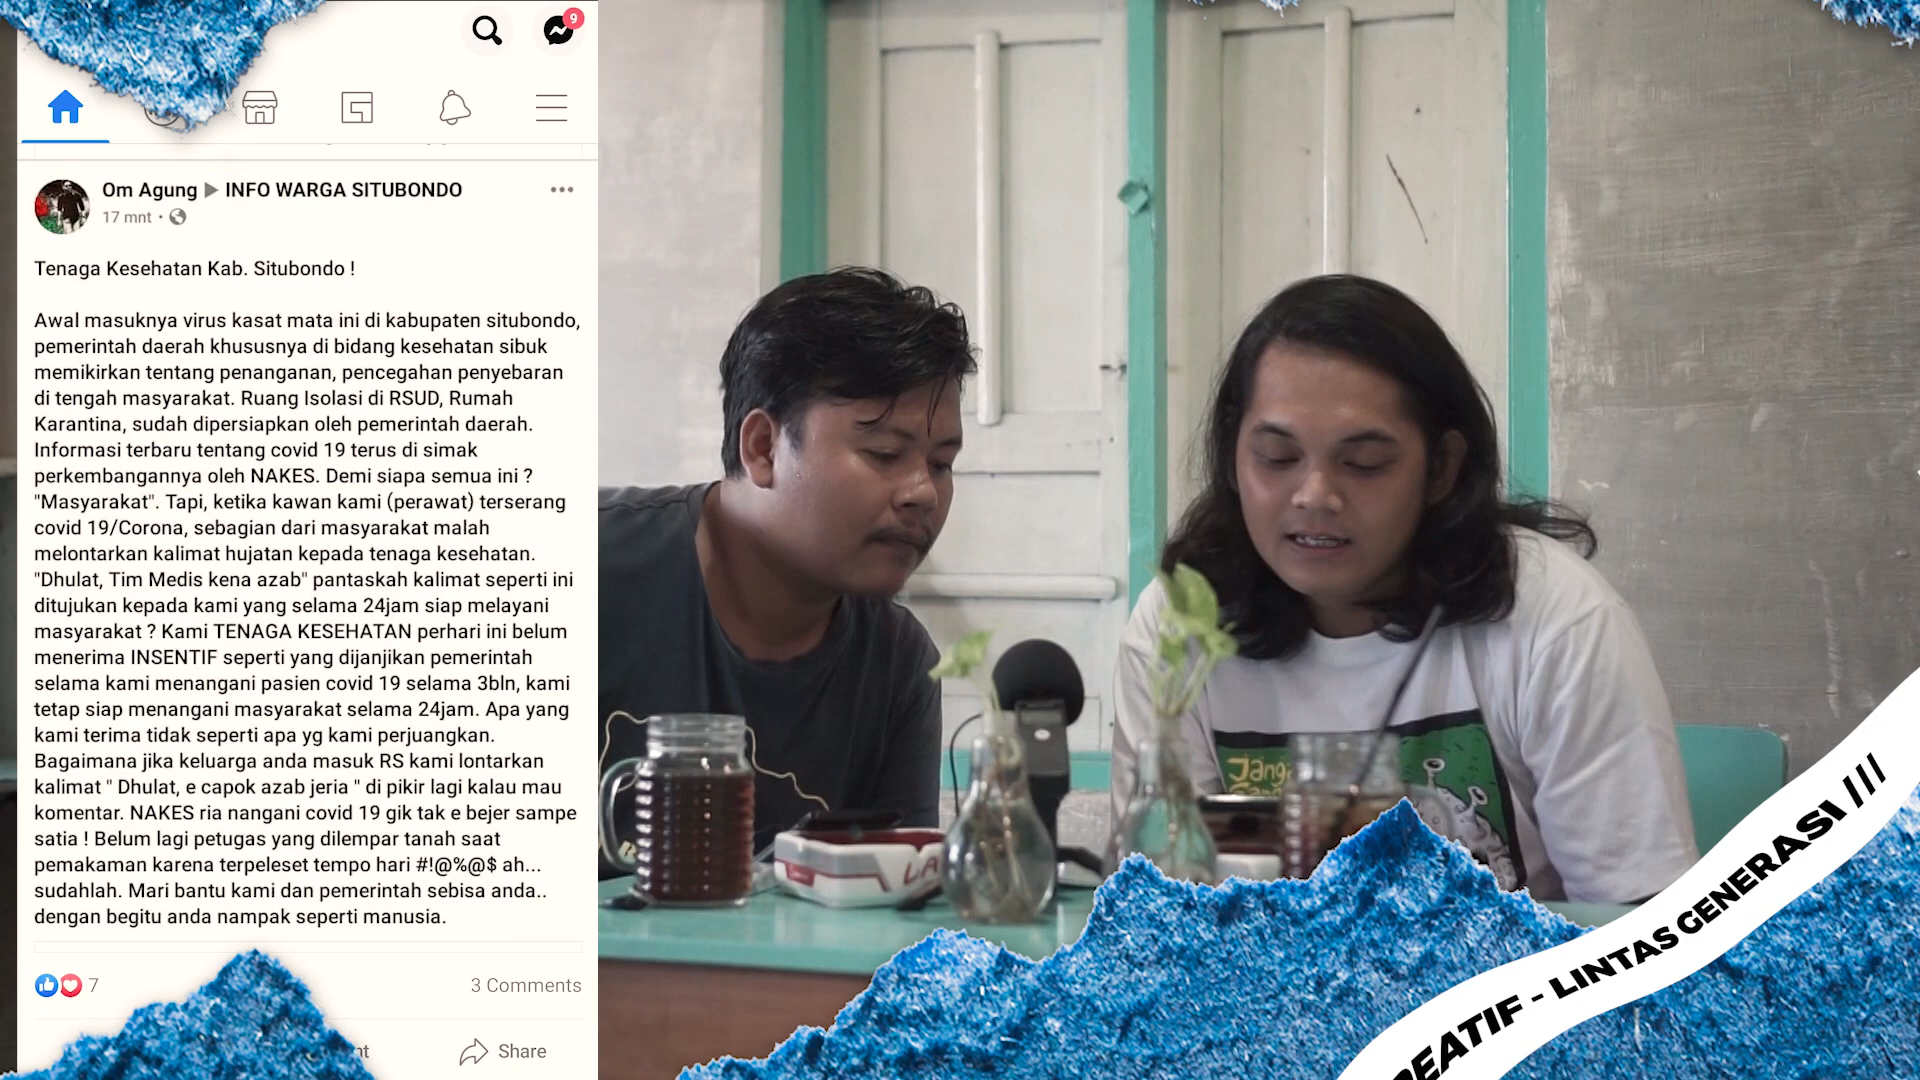 9
Om Agung ▶ INFO WARGA SITUBONDO
17 mnt ·
Tenaga Kesehatan Kab. Situbondo !
Awal masuknya virus kasat mata ini di kabupaten situbondo,
pemerintah daerah khususnya di bidang kesehatan sibuk
memikirkan tentang penanganan, pencegahan penyebaran
di tengah masyarakat. Ruang Isolasi di RSUD, Rumah
Karantina, sudah dipersiapkan oleh pemerintah daerah.
Informasi terbaru tentang covid 19 terus di simak
perkembangannya oleh NAKES. Demi siapa semua ini ?
"Masyarakat". Tapi, ketika kawan kami (perawat) terserang
covid 19/Corona, sebagian dari masyarakat malah
melontarkan kalimat hujatan kepada tenaga kesehatan.
"Dhulat, Tim Medis kena azab" pantaskah kalimat seperti ini
ditujukan kepada kami yang selama 24jam siap melayani
masyarakat ? Kami TENAGA KESEHATAN perhari ini belum
menerima INSENTIF seperti yang dijanjikan pemerintah
selama kami menangani pasien covid 19 selama 3bln, kami
tetap siap menangani masyarakat selama 24jam. Apa yang
kami terima tidak seperti apa yg kami perjuangkan.
Bagaimana jika keluarga anda masuk RS kami lontarkan
kalimat " Dhulat, e capok azab jeria " di pikir lagi kalau mau
komentar. NAKES ria nangani covid 19 gik tak e bejer sampe
satia ! Belum lagi petugas yang dilempar tanah saat
pemakaman karena terpeleset tempo hari #!@%@$ ah...
sudahlah. Mari bantu kami dan pemerintah sebisa anda..
dengan begitu anda nampak seperti manusia.
7
3 Comments
Share
LA
REATIF - LINTAS GENERASI ///